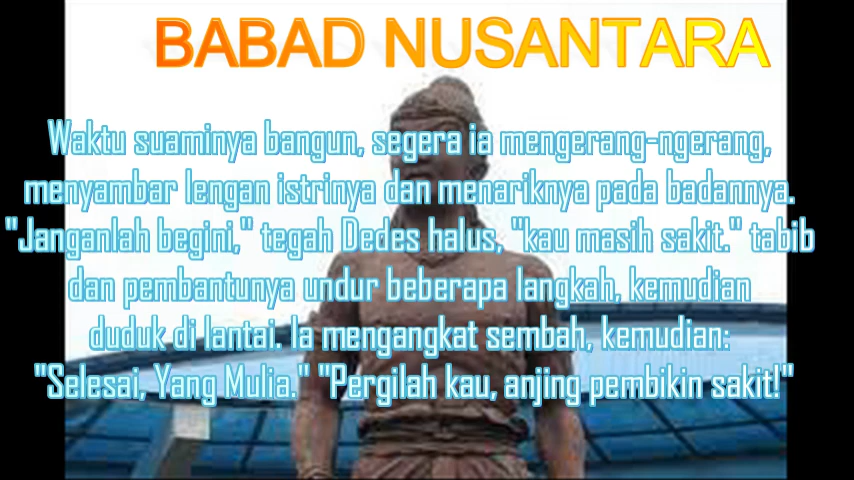 BABAD NUSANTARA
Waktu suaminya bangun, segera ia mengerang-ngerang,
menyambar lengan istrinya dan menariknya pada badannya.
"Janganlah begini," tegah Dedes halus, "kau masih sakit." tabib
dan pembantunya undur beberapa langkah, kemudian
duduk di lantai. Ia mengangkat sembah, kemudian:
"Selesai, Yang Mulia." "Pergilah kau, anjing pembikin sakit!"